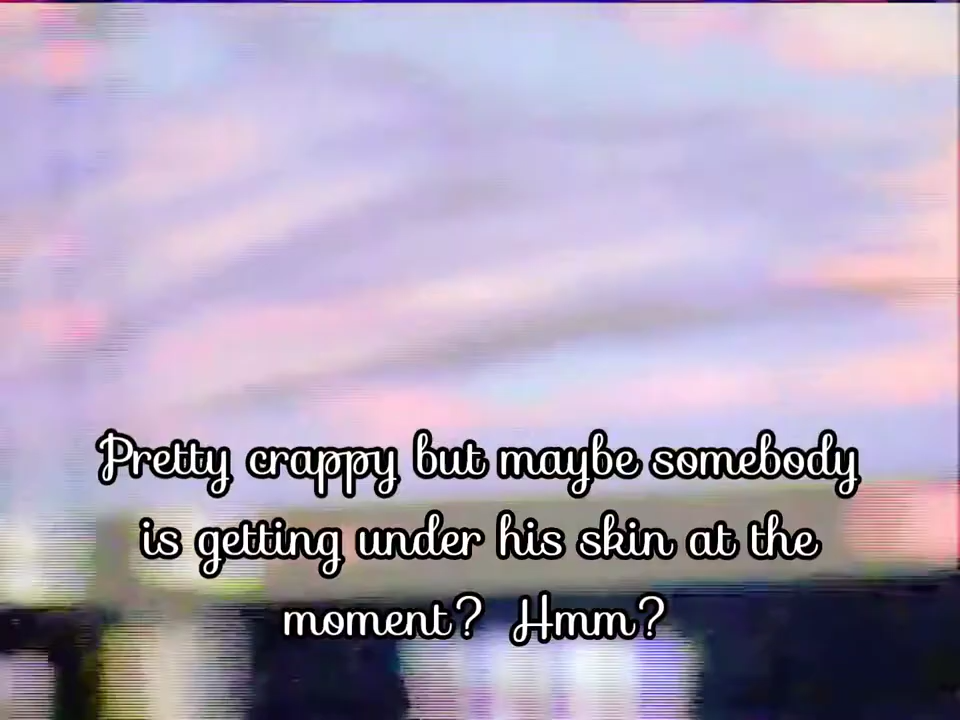 Pretty crappy but maybe somebody
is getting under his skin at the
moment? Hmm?